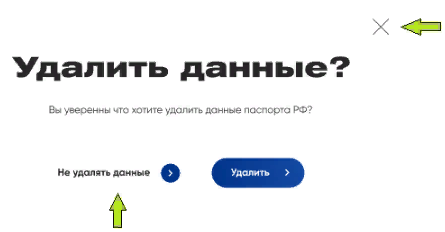 Удалить данные?
Вы уверенны что хотите удалить данные паспорта РФ?
Не удалять данные
Удалить